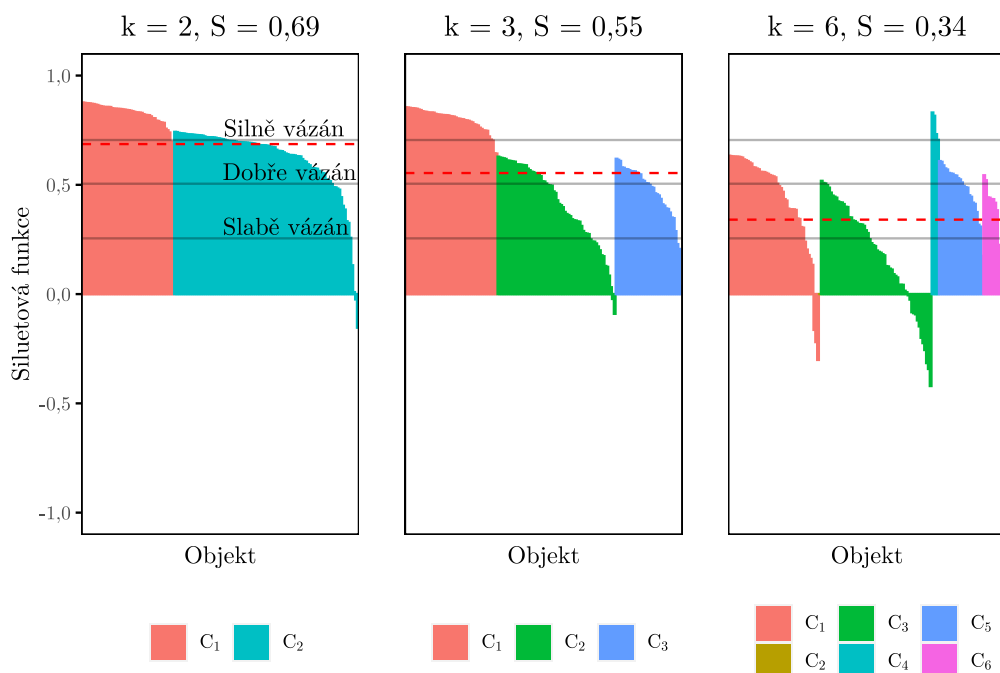 k = 2, S = 0,69
k = 3, S = 0,55
k = 6, S = 0,34
Siluetová funkce
1,0
0,5
0,0
-0,5
-1,0
Silně vázán
Dobře vázán
Slabě vázán
Objekt
Objekt
Objekt
C1 C2
C1 C2 C3
C1 C3 C5
C2 C4 C6